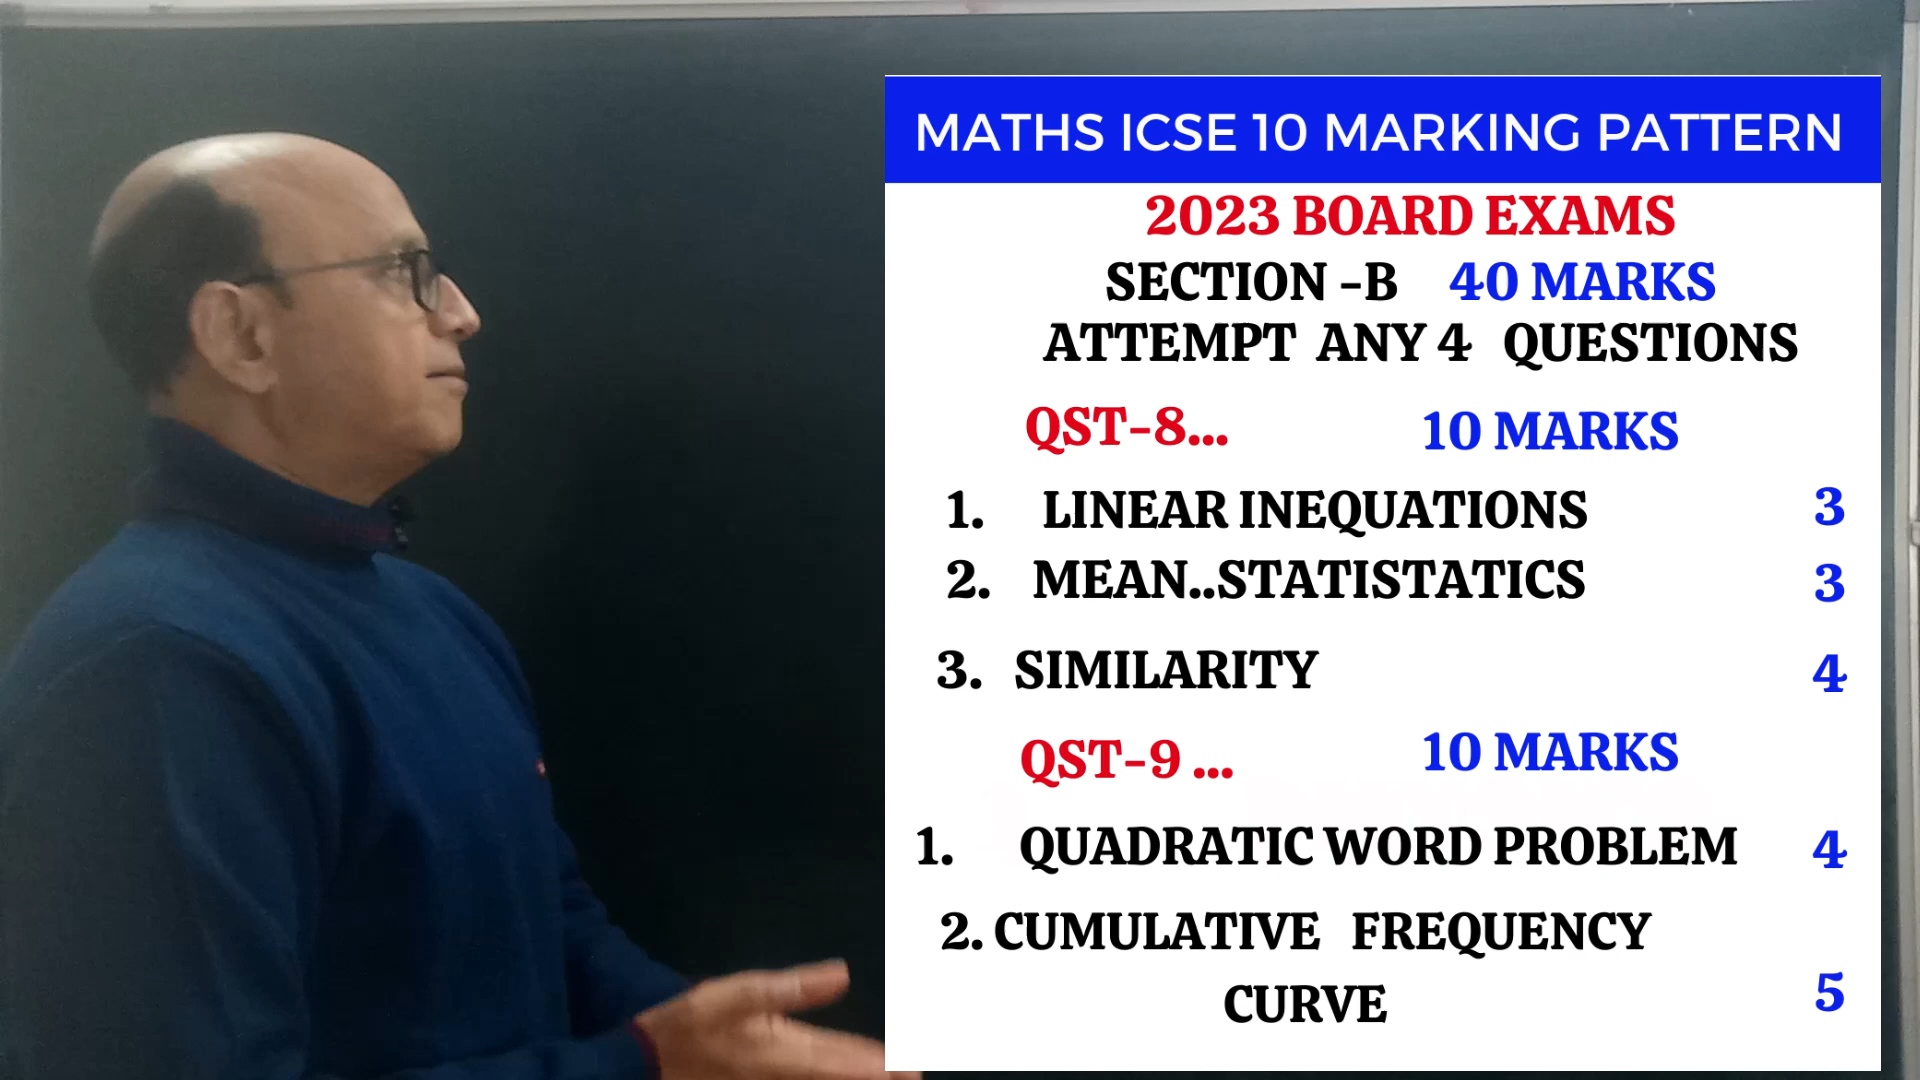 MATHS ICSE 10 MARKING PATTERN
2023 BOARD EXAMS
SECTION -B 40 MARKS
ATTEMPT ANY 4 QUESTIONS
QST-8... 10 MARKS
1. LINEAR INEQUATIONS 3
2. MEAN..STATISTATICS 3
3. SIMILARITY 4
QST-9 ... 10 MARKS
1. QUADRATIC WORD PROBLEM 4
2. CUMULATIVE FREQUENCY
CURVE 5